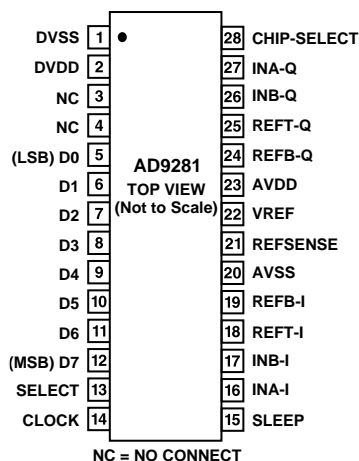 DVSS 1 28 CHIP-SELECT
DVDD 2 27 INA-Q
NC 3 26 INB-Q
NC 4 25 REFT-Q
(LSB) D0 5 24 REFB-Q
AD9281
D1 6 23 AVDD
TOP VIEW
(Not to Scale)
D2 7 22 VREF
D3 8 21 REFSENSE
D4 9 20 AVSS
D5 10 19 REFB-I
D6 11 18 REFT-I
(MSB) D7 12 17 INB-I
SELECT 13 16 INA-I
CLOCK 14 15 SLEEP
NC = NO CONNECT